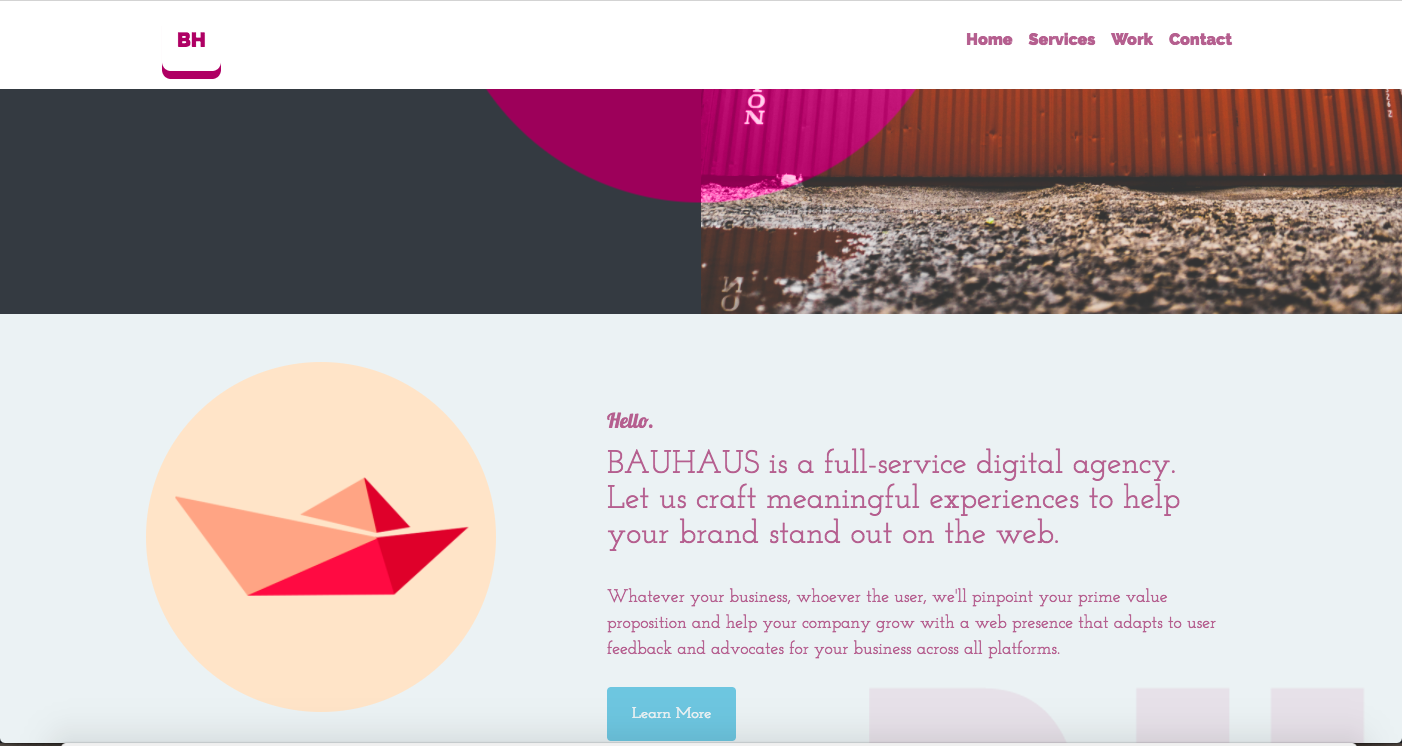 BH
Home Services Work Contact
Hello.
BAUHAUS is a full-service digital agency.
Let us craft meaningful experiences to help
your brand stand out on the web.
Whatever your business, whoever the user, we'll pinpoint your prime value
proposition and help your company grow with a web presence that adapts to user
feedback and advocates for your business across all platforms.
Learn More